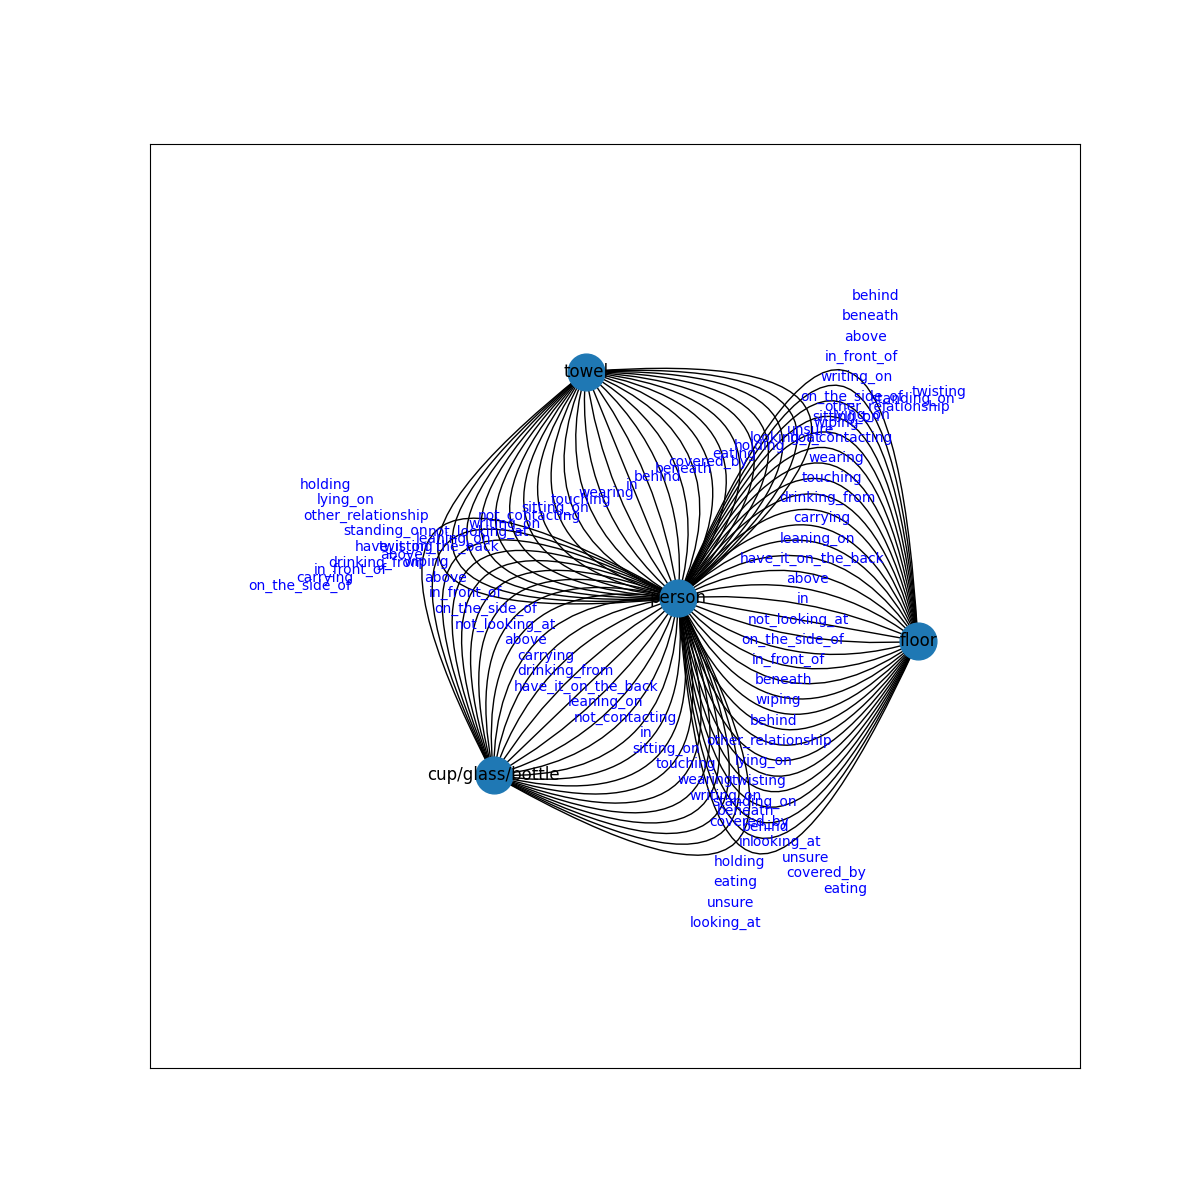 behind
beneath
above
in_front_of
towel
writing_on
twisting
on_the_side_of
standing_on
other_relationship
lying_on
sitting_on
wiping
unsure
looking_at
not_contacting
holding
eating
wearing
covered_by
beneath
behind
touching
in
holding
wearing
drinking_from
lying_on
touching
sitting_on
other_relationship
not_contacting
carrying
writing_on
standing_on
not_looking_at
leaning_on
leaning_on
have_it_on_the_back
twisting
above
have_it_on_the_back
drinking_from
wiping
in_front_of
carrying
above
above
on_the_side_of
in_front_of
person
in
on_the_side_of
not_looking_at
not_looking_at
above
on_the_side_of
floor
carrying
in_front_of
drinking_from
beneath
have_it_on_the_back
leaning_on
wiping
not_contacting
behind
in
other_relationship
sitting_on
touching
lying_on
cup/glass/bottle
wearing
twisting
writing_on
standing_on
beneath
covered_by
behind
in
looking_at
holding
unsure
covered_by
eating
eating
unsure
looking_at